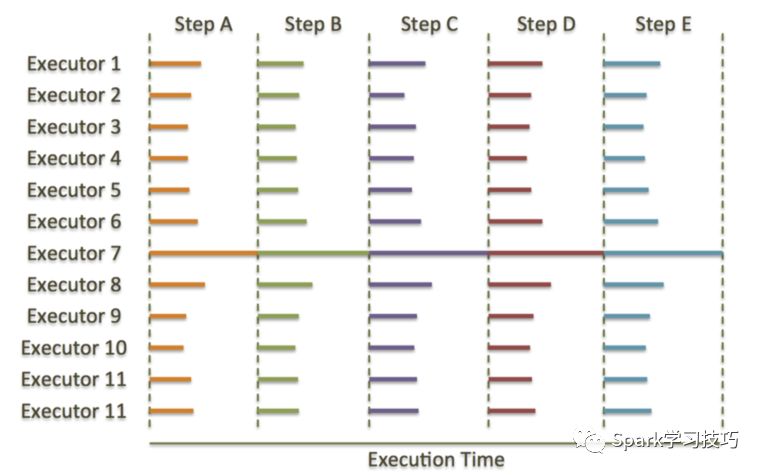 Step A Step B Step C Step D Step E
Executor 1
Executor 2
Executor 3
Executor 4
Executor 5
Executor 6
Executor 7
Executor 8
Executor 9
Executor 10
Executor 11
Executor 11
Execution Time
Spark学习技巧